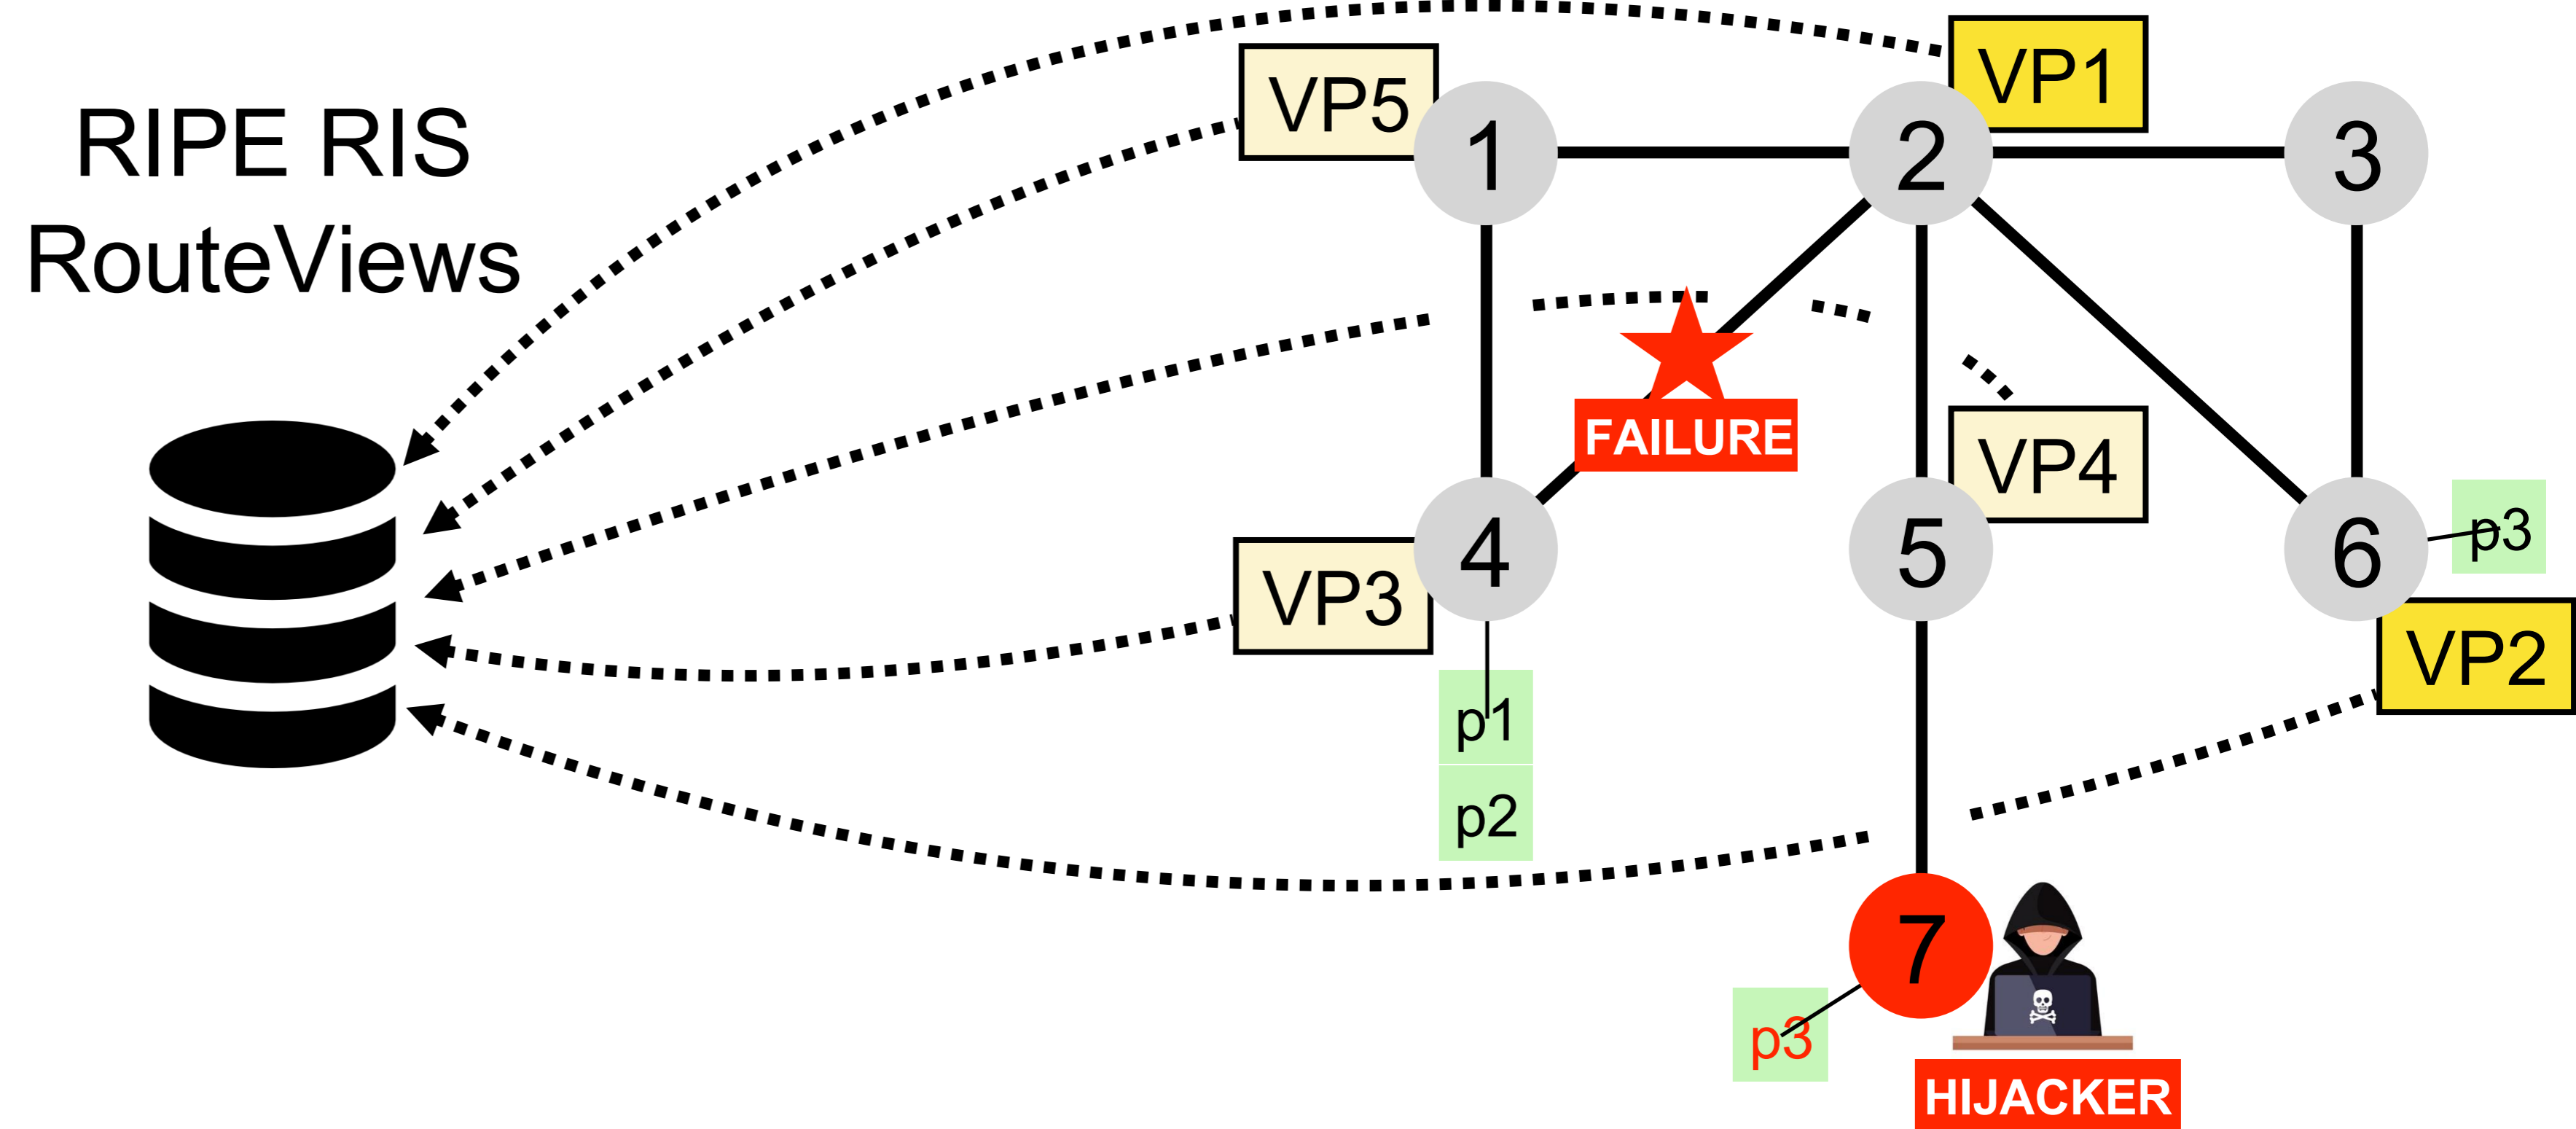 RIPE RIS
RouteViews
VP5
VP1
1
2
3
FAILURE
VP4
VP3
4
5
6
p3
VP2
p1
p2
7
p3
HIJACKER